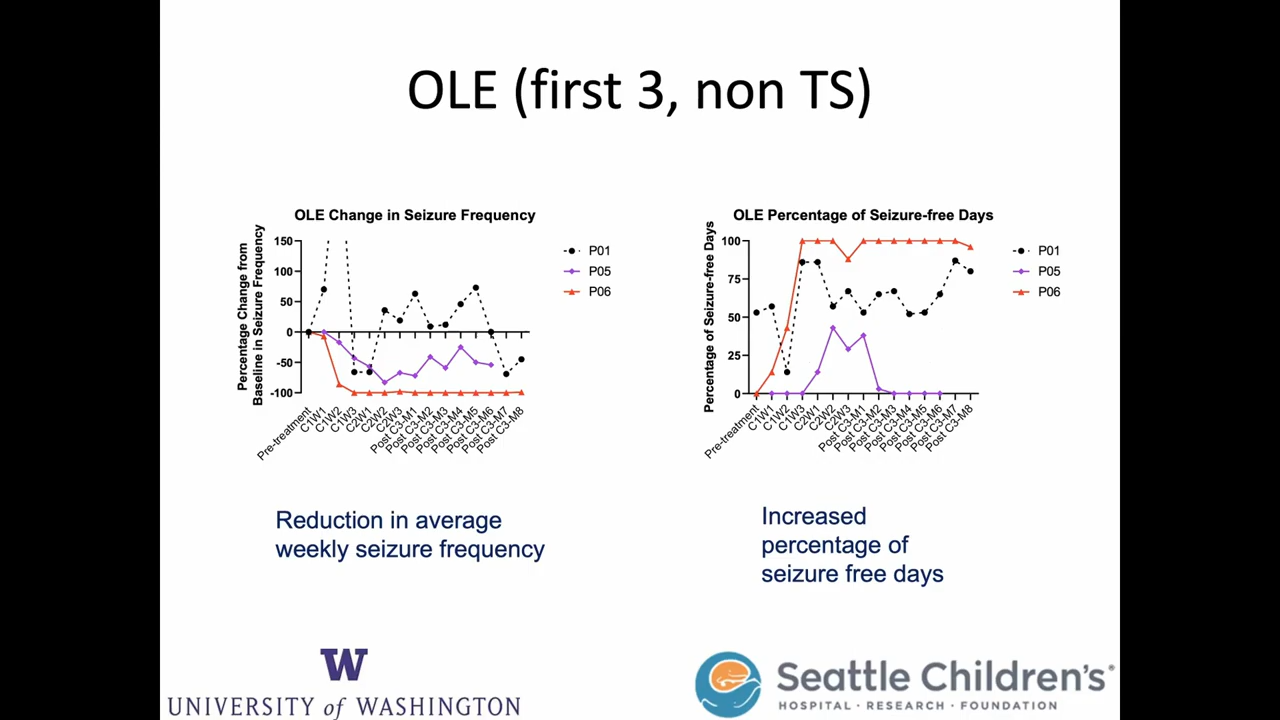 OLE (first 3, non TS)
OLE Change in Seizure Frequency
Percentage Change from
Baseline in Seizure Frequency
150
100
50
0
-50
-100
Pre-treatment
C1W1
C1W2
C1W3
C2W1
C2W2
C2W3
Post C3-M1
Post C3-M2
Post C3-M3
Post C3-M4
Post C3-M5
Post C3-M6
Post C3-M7
Post C3-M8
P01
P05
P06
OLE Percentage of Seizure-free Days
Percentage of Seizure-free Days
100
75
50
25
0
Pre-treatment
C1W1
C1W2
C1W3
C2W1
C2W2
C2W3
Post C3-M1
Post C3-M2
Post C3-M3
Post C3-M4
Post C3-M5
Post C3-M6
Post C3-M7
Post C3-M8
P01
P05
P06
Reduction in average
weekly seizure frequency
Increased
percentage of
seizure free days
W
UNIVERSITY of WASHINGTON
Seattle Children's®
HOSPITAL • RESEARCH • FOUNDATION